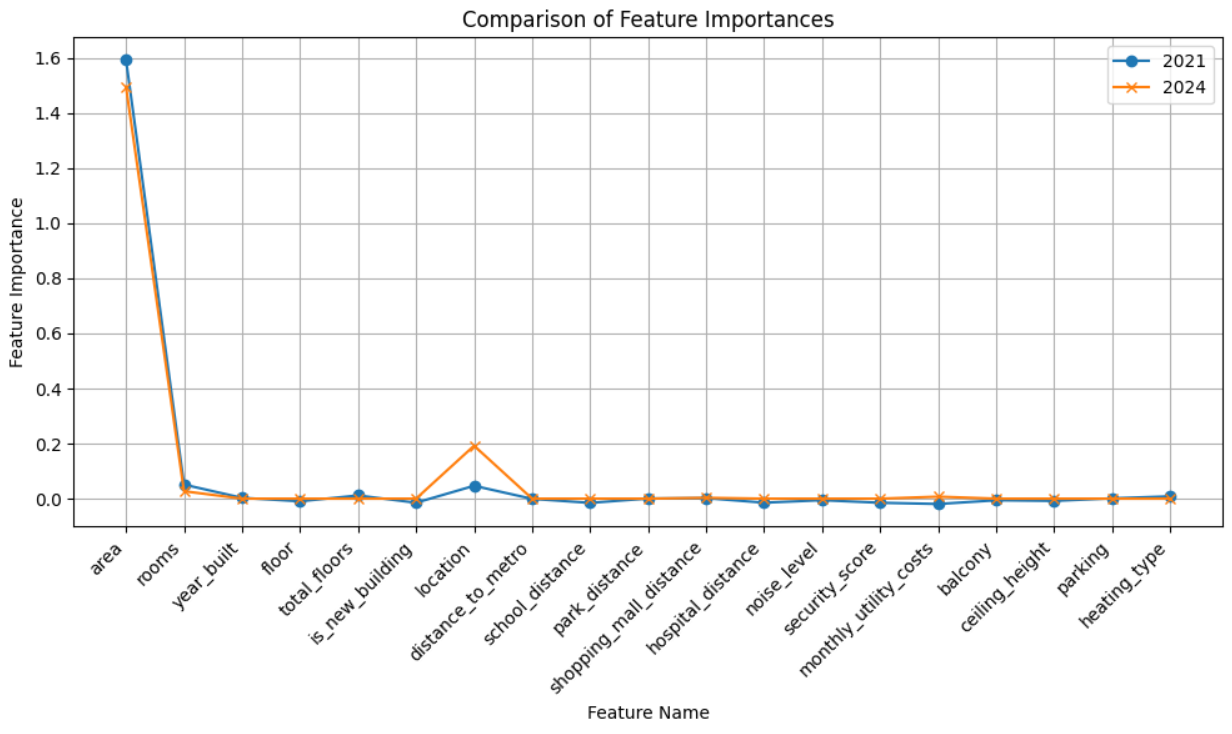 Comparison of Feature Importances
2021
2024
Feature Importance
1.6
1.4
1.2
1.0
0.8
0.6
0.4
0.2
0.0
area
rooms
year_built
floor
total_floors
is_new_building
location
distance_to_metro
school_distance
park_distance
shopping_mall_distance
hospital_distance
noise_level
security_score
monthly_utility_costs
balcony
ceiling_height
parking
heating_type
Feature Name